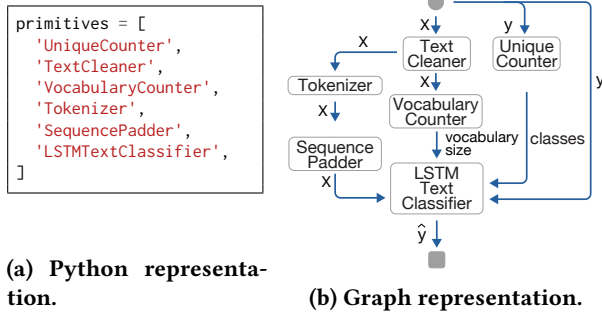 primitives = [
'UniqueCounter',
'TextCleaner',
'VocabularyCounter',
'Tokenizer',
'SequencePadder',
'LSTMTextClassifier',
]
(a) Python representa-
tion.
X
y
X
Text
Cleaner
Unique
Counter
y
Tokenizer
X
X
Vocabulary
Counter
Sequence
Padder
vocabulary
size
classes
X
LSTM
Text
Classifier
ŷ
(b) Graph representation.